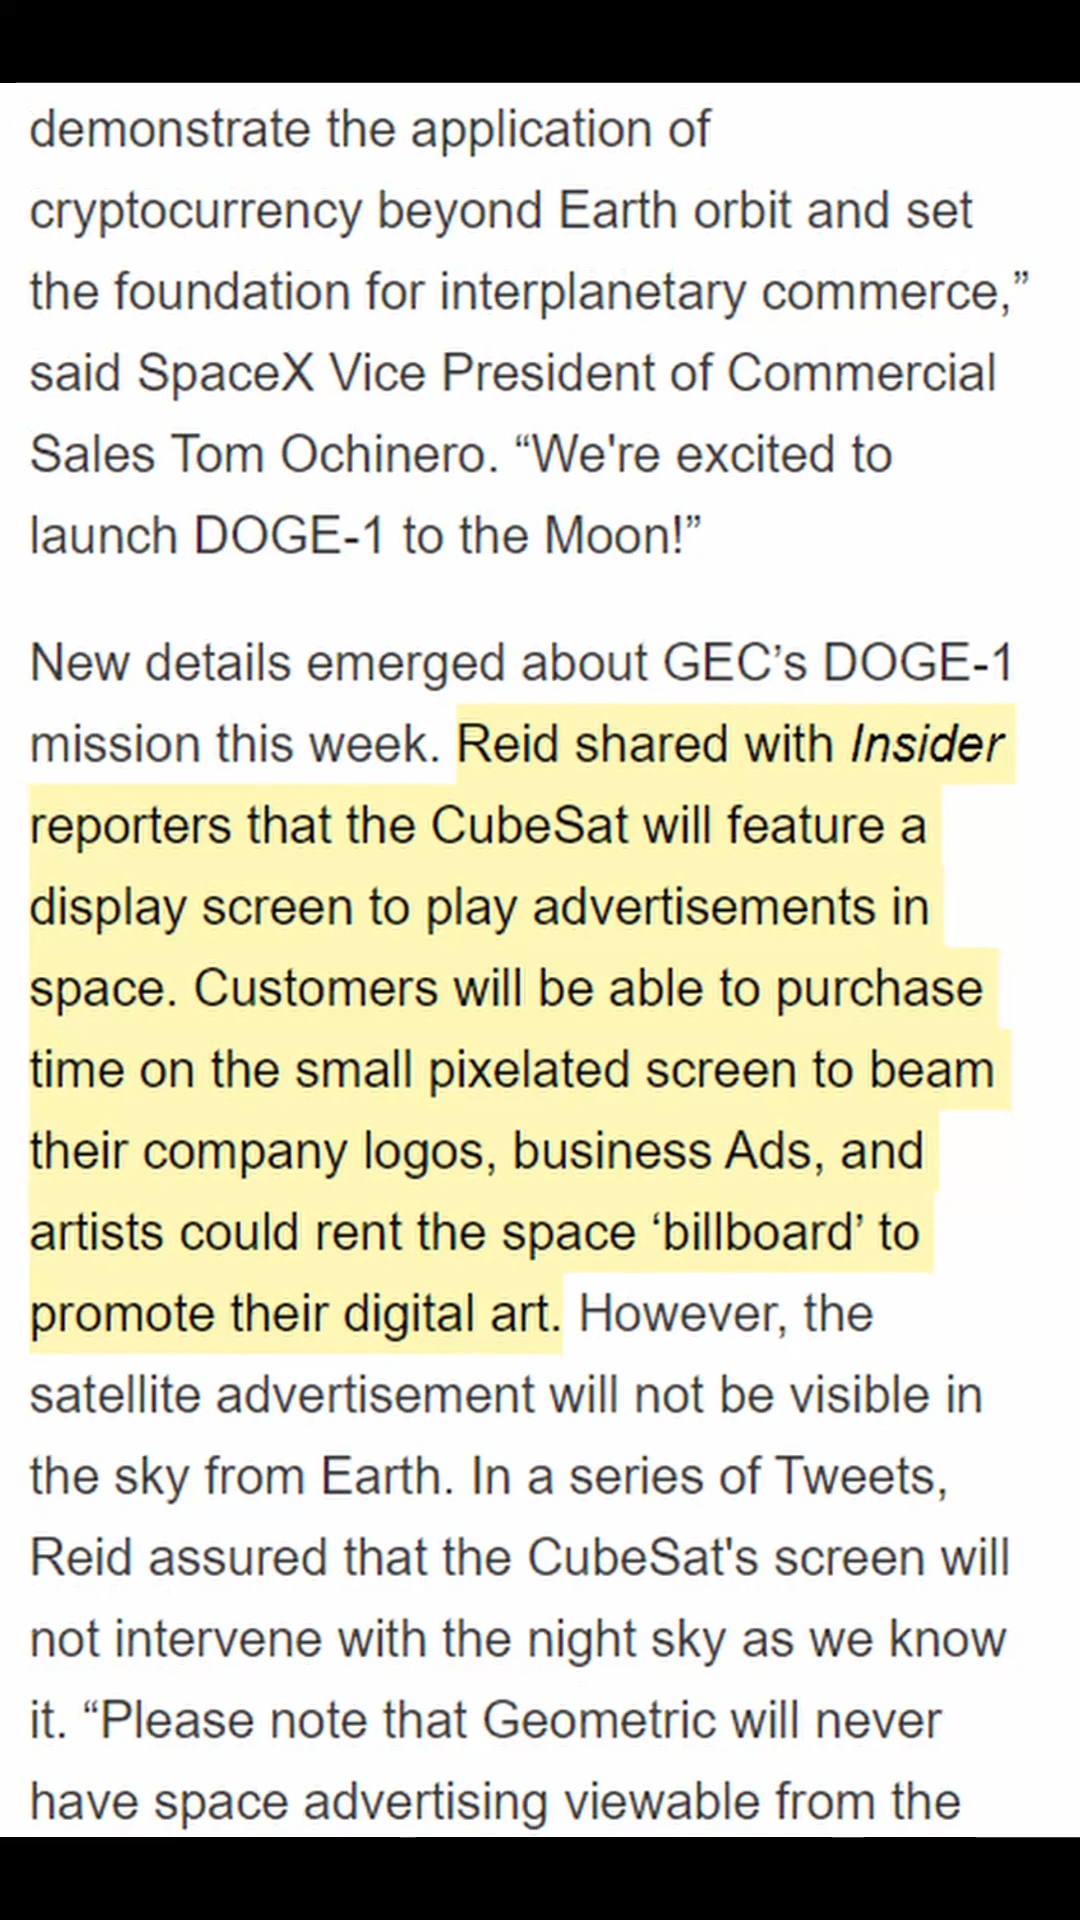 demonstrate the application of
cryptocurrency beyond Earth orbit and set
the foundation for interplanetary commerce,”
said SpaceX Vice President of Commercial
Sales Tom Ochinero. “We're excited to
launch DOGE-1 to the Moon!”
New details emerged about GEC’s DOGE-1
mission this week. Reid shared with Insider
reporters that the CubeSat will feature a
display screen to play advertisements in
space. Customers will be able to purchase
time on the small pixelated screen to beam
their company logos, business Ads, and
artists could rent the space ‘billboard’ to
promote their digital art. However, the
satellite advertisement will not be visible in
the sky from Earth. In a series of Tweets,
Reid assured that the CubeSat's screen will
not intervene with the night sky as we know
it. “Please note that Geometric will never
have space advertising viewable from the